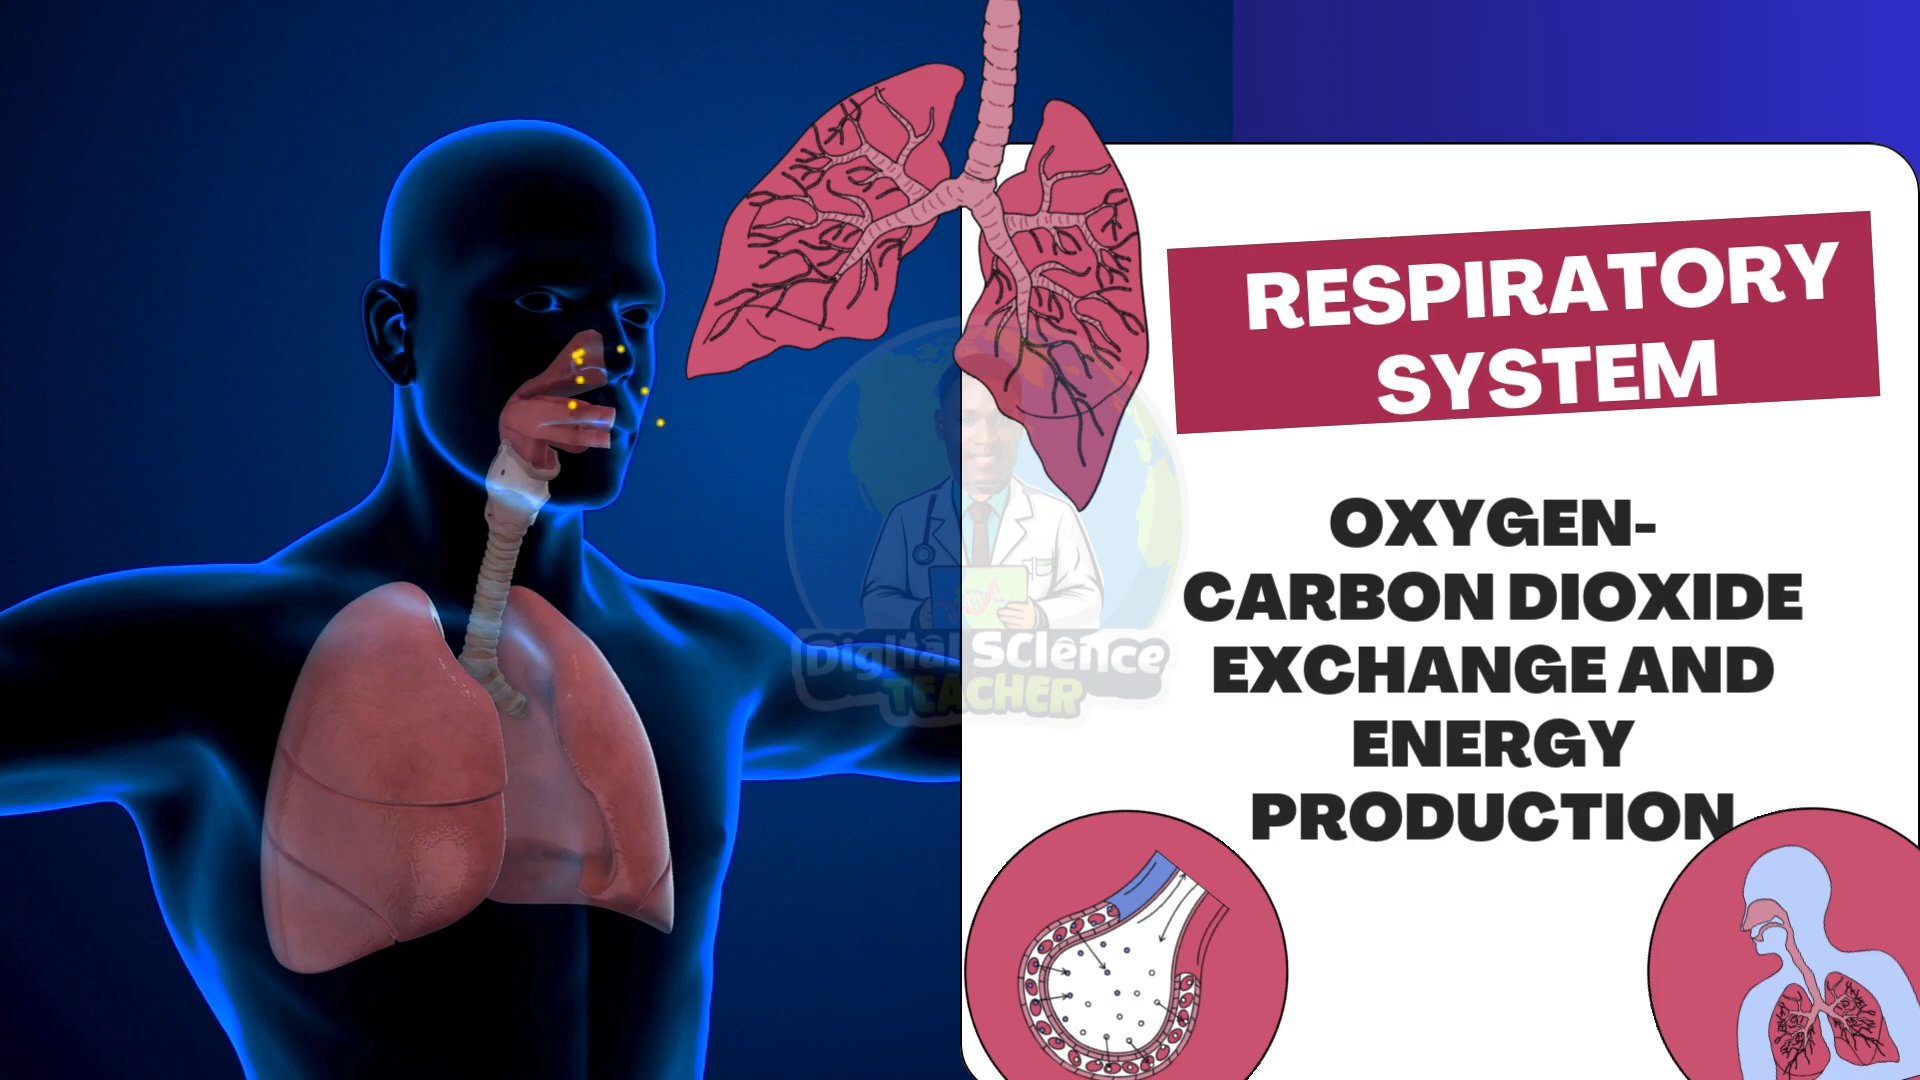 RESPIRATORY
SYSTEM
OXYGEN-
CARBON DIOXIDE
EXCHANGE AND
ENERGY
PRODUCTION
Digital Science
TEACHER